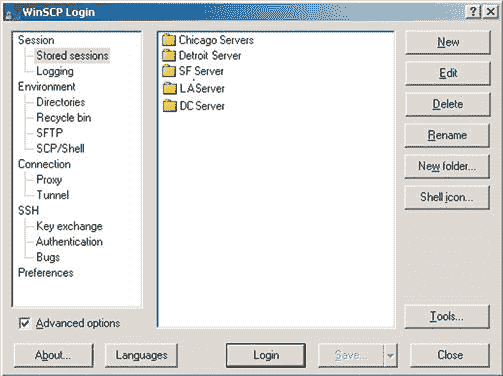 WinSCP Login
Session
Stored sessions
Logging
Environment
Directories
Recycle bin
SFTP
SCP/Shell
Connection
Proxy
Tunnel
SSH
Key exchange
Authentication
Bugs
Preferences
Chicago Servers
Detroit Server
SF Server
LA Server
DC Server
New
Edit
Delete
Rename
New folder...
Shell icon...
Tools...
Advanced options
About...
Languages
Login
Save...
Close